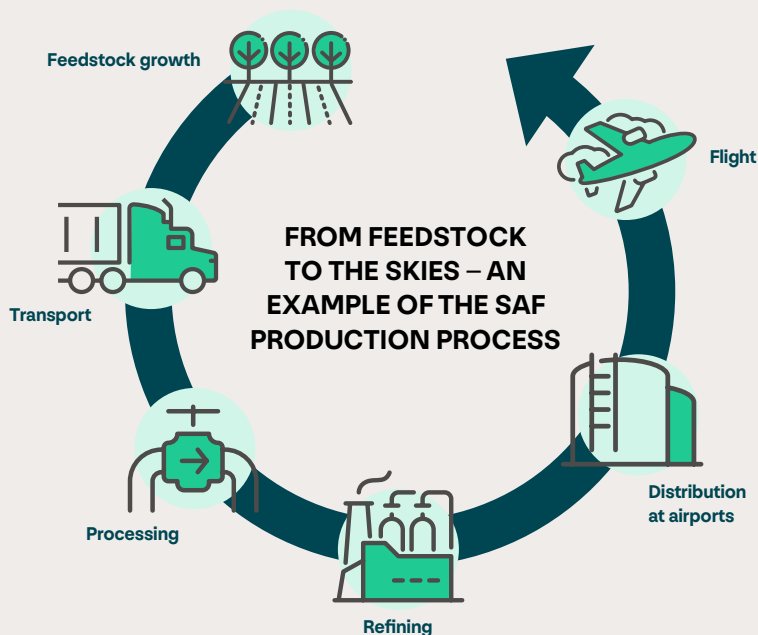 Feedstock growth
Flight
FROM FEEDSTOCK
TO THE SKIES – AN
EXAMPLE OF THE SAF
PRODUCTION PROCESS
Transport
Distribution
at airports
Processing
Refining